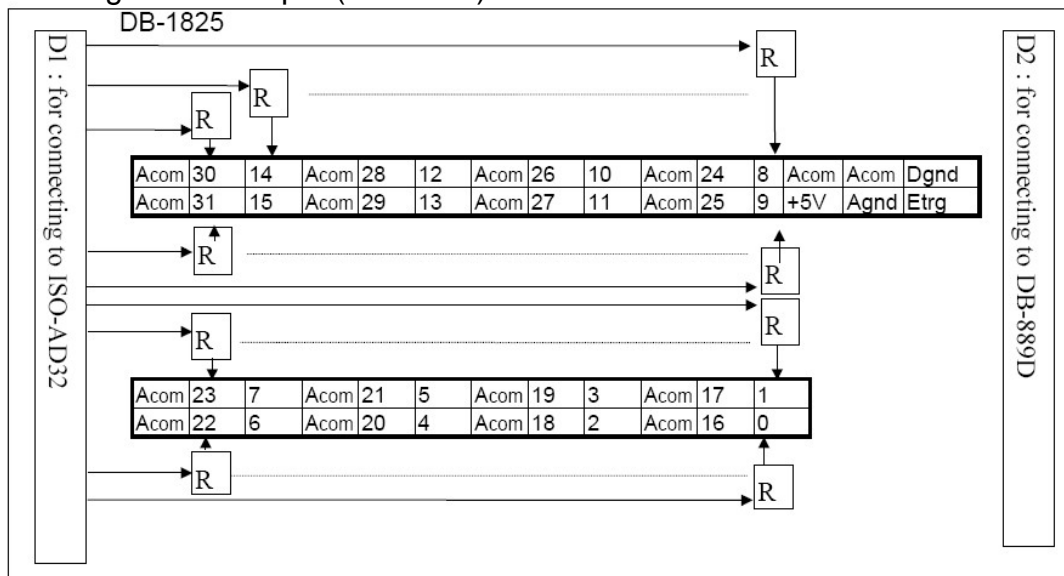 DB-1825
D1 : for connecting to ISO-AD32
R
R
R
Acom 30 14 Acom 28 12 Acom 26 10 Acom 24 8 Acom Acom Dgnd
Acom 31 15 Acom 29 13 Acom 27 11 Acom 25 9 +5V Agnd Etrg
R
R
R
R
Acom 23 7 Acom 21 5 Acom 19 3 Acom 17 1
Acom 22 6 Acom 20 4 Acom 18 2 Acom 16 0
R
R
D2 : for connecting to DB-889D